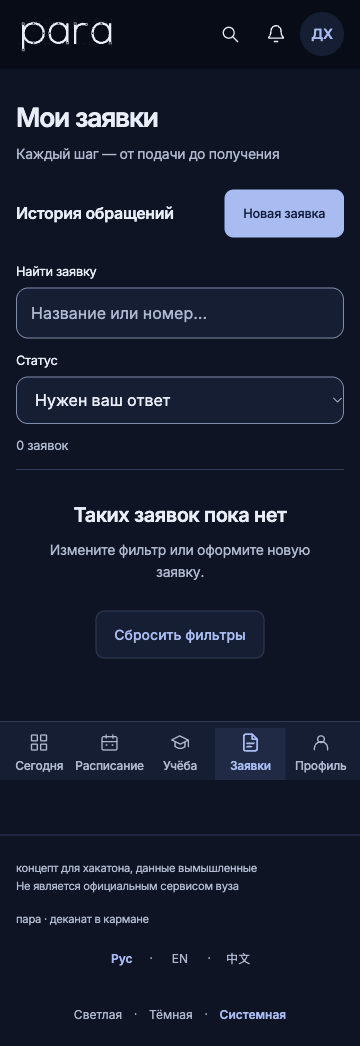 para
ДХ
Мои заявки
Каждый шаг — от подачи до получения
История обращений
Новая заявка
Найти заявку
Название или номер...
Статус
Нужен ваш ответ
0 заявок
Таких заявок пока нет
Измените фильтр или оформите новую
заявку.
Сбросить фильтры
Сегодня Расписание Учёба Заявки Профиль
концепт для хакатона, данные вымышленные
Не является официальным сервисом вуза
пара · деканат в кармане
Рус · EN · 中文
Светлая · Тёмная · Системная